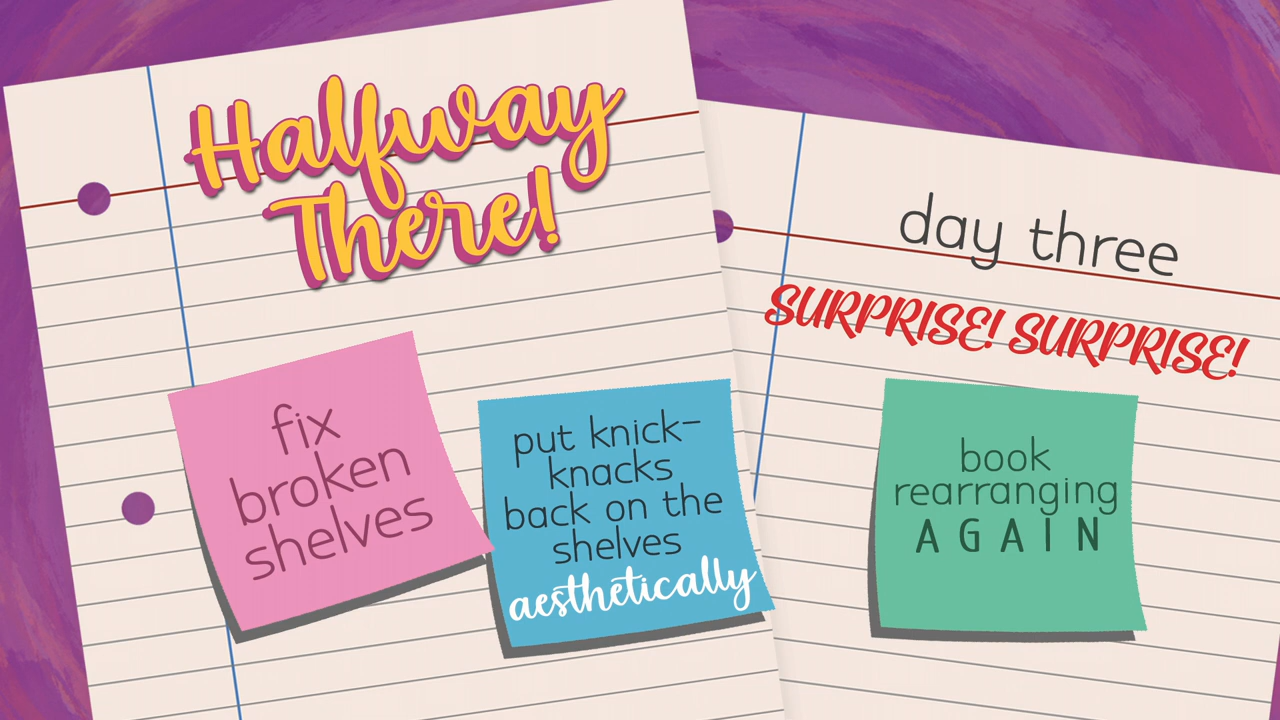 Halfway
There!
fix
broken
shelves
put knick-
knacks
back on the
shelves
aesthetically
day three
SURPRISE! SURPRISE!
book
rearranging
AGAIN